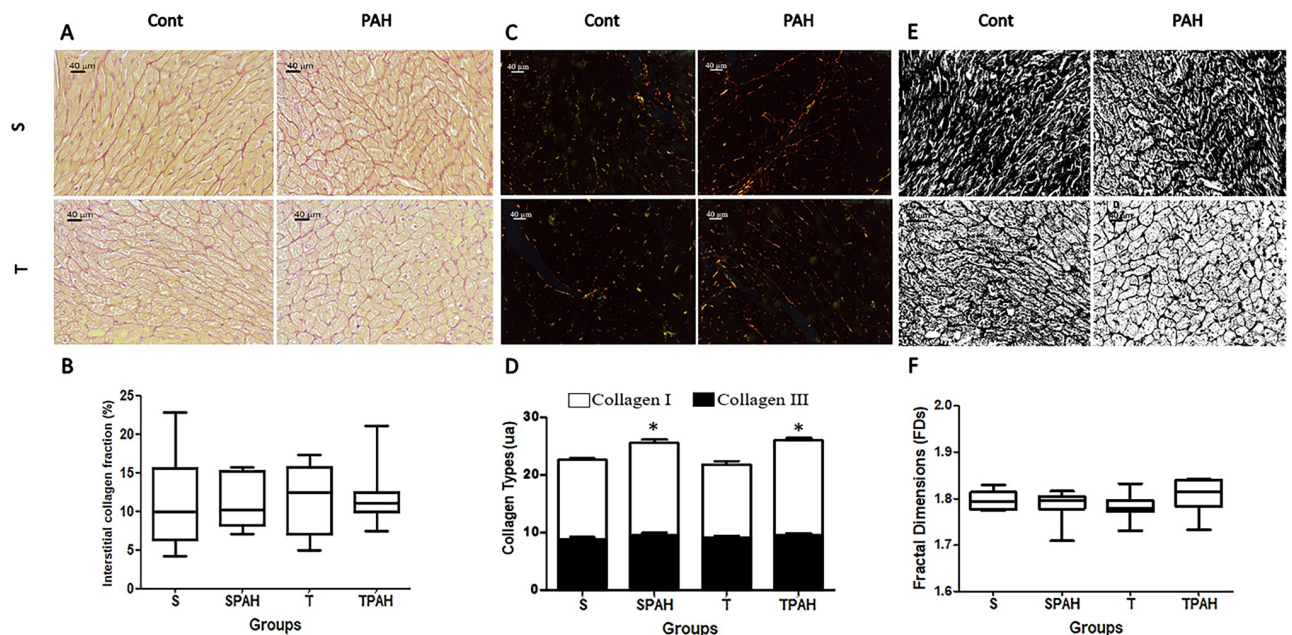 A Cont PAH C Cont PAH E Cont PAH
S
40 μm 40 μm 40 μm 40 μm
T
40 μm 40 μm 40 μm 40 μm 40 μm
B
Interstitial collagen fraction (%)
25
20
15
10
5
0
S SPAH T TPAH
Groups
D
Collagen I Collagen III
Collagen Types (ua)
30
20
10
0
* *
S SPAH T TPAH
Groups
F
Fractal Dimensions (FDs)
2.0
1.9
1.8
1.7
1.6
S SPAH T TPAH
Groups